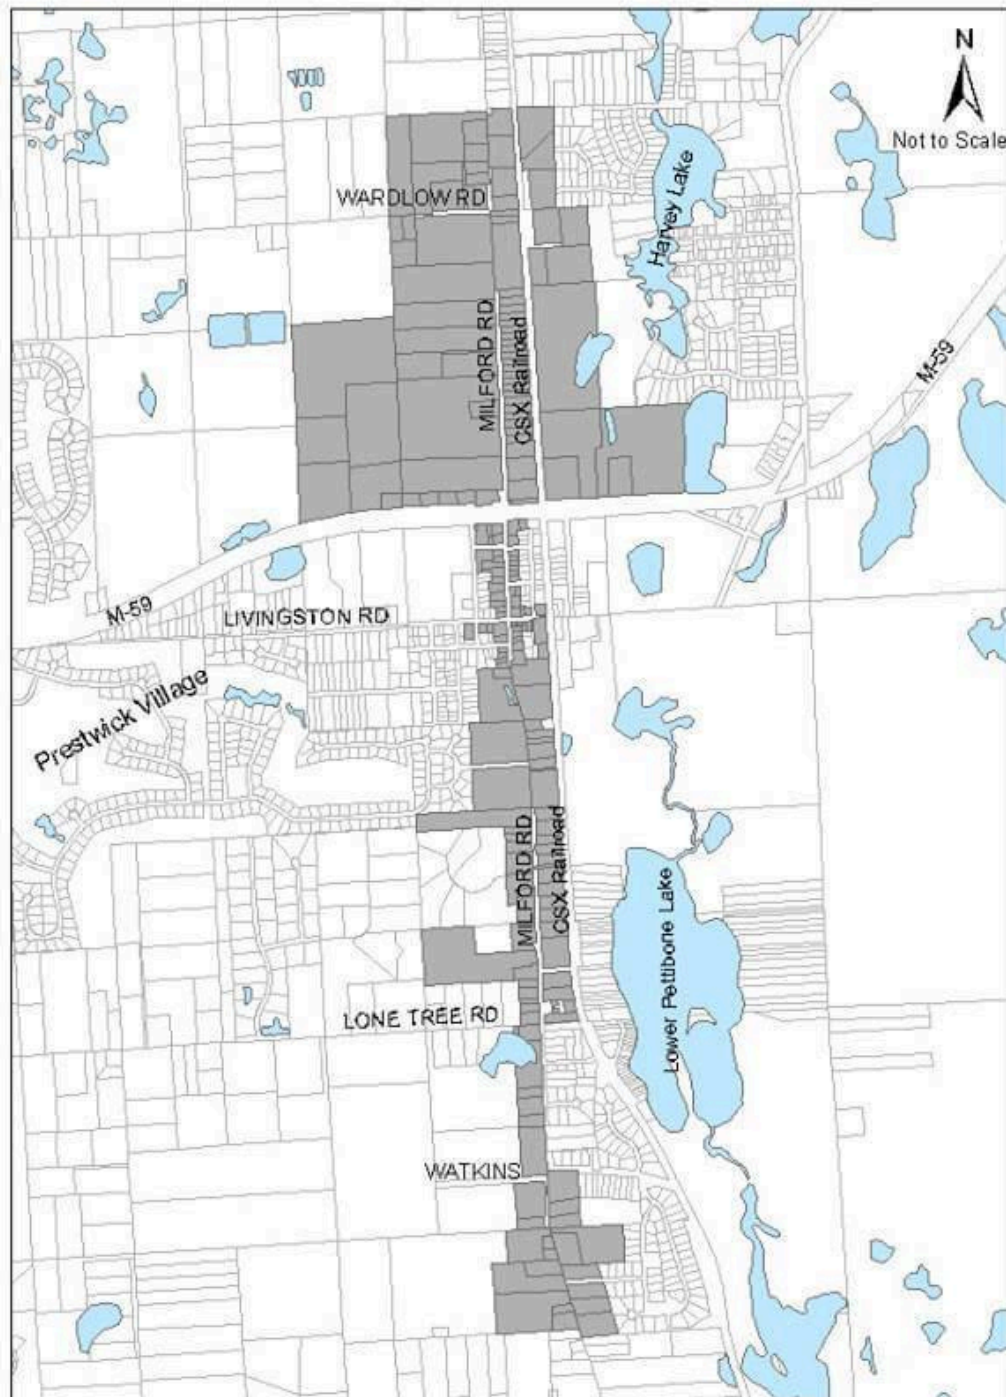 N
Not to Scale
WARDLOW RD
Harvey Lake
MILFORD RD
CSX Railroad
M-59
M-59
LIVINGSTON RD
Prestwick Village
MILFORD RD
CSX Railroad
Lower Pettibone Lake
LONE TREE RD
WATKINS